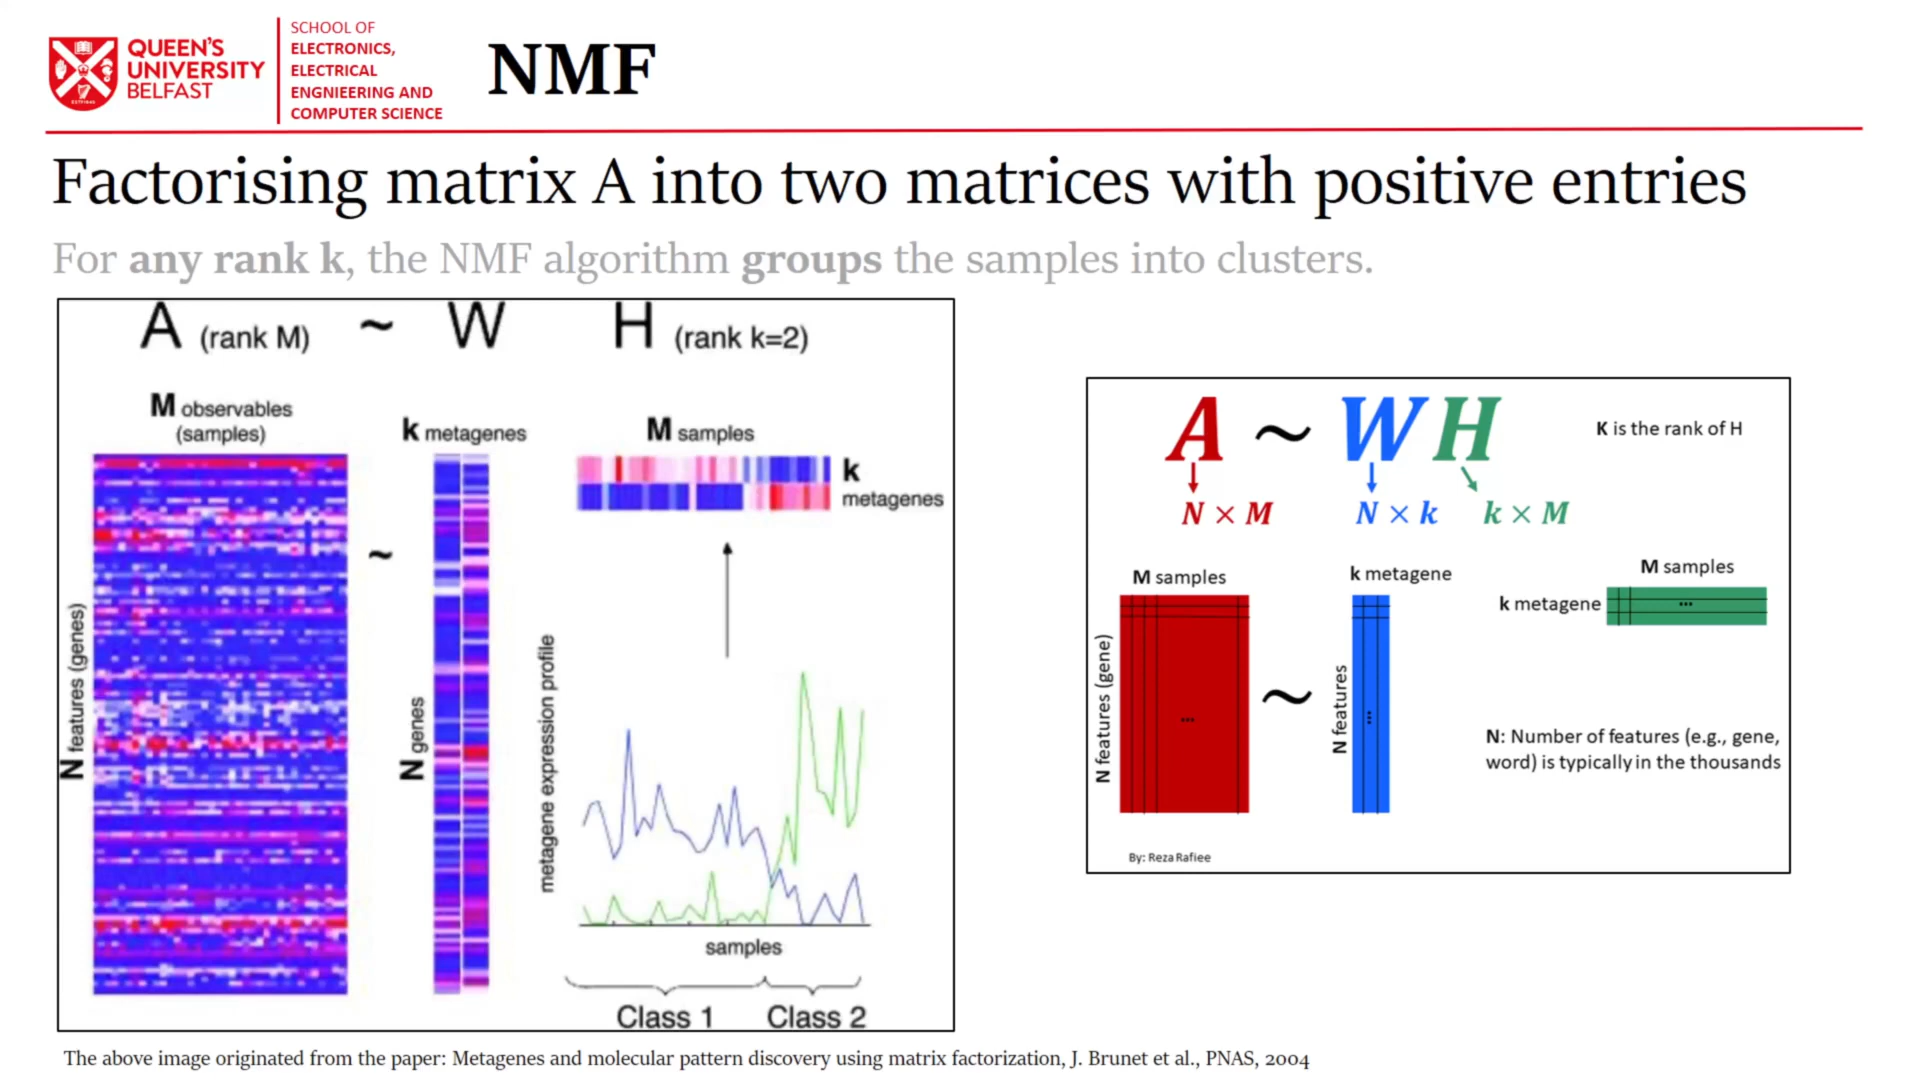 QUEEN'S
UNIVERSITY
BELFAST
SCHOOL OF
ELECTRONICS,
ELECTRICAL
ENGNIEERING AND
COMPUTER SCIENCE
NMF
Factorising matrix A into two matrices with positive entries
For any rank k, the NMF algorithm groups the samples into clusters.
A (rank M) ~ W H (rank k=2)
M observables
(samples)
k metagenes
M samples
k
metagenes
N features (genes)
~
N genes
metagene expression profile
samples
Class 1 Class 2
A ~ W H
K is the rank of H
N × M N × k k × M
M samples
k metagene
M samples
k metagene
...
N features (gene)
...
~
N features
...
N: Number of features (e.g., gene,
word) is typically in the thousands
By: Reza Rafiee
The above image originated from the paper: Metagenes and molecular pattern discovery using matrix factorization, J. Brunet et al., PNAS, 2004